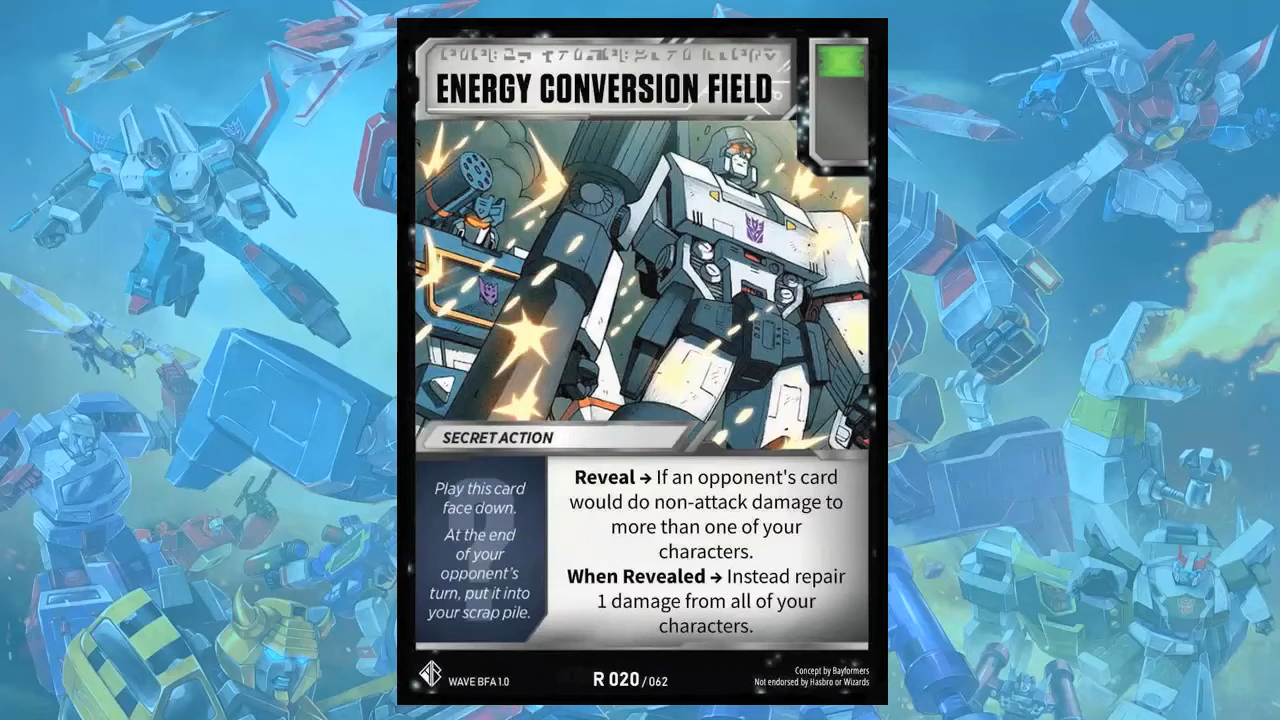 ENERGY CONVERSION FIELD
SECRET ACTION
Play this card
face down.
At the end
of your
opponent's
turn, put it into
your scrap pile.
Reveal → If an opponent's card
would do non-attack damage to
more than one of your
characters.
When Revealed → Instead repair
1 damage from all of your
characters.
WAVE BFA 1.0
R 020 / 062
Concept by Bayformers
Not endorsed by Hasbro or Wizards